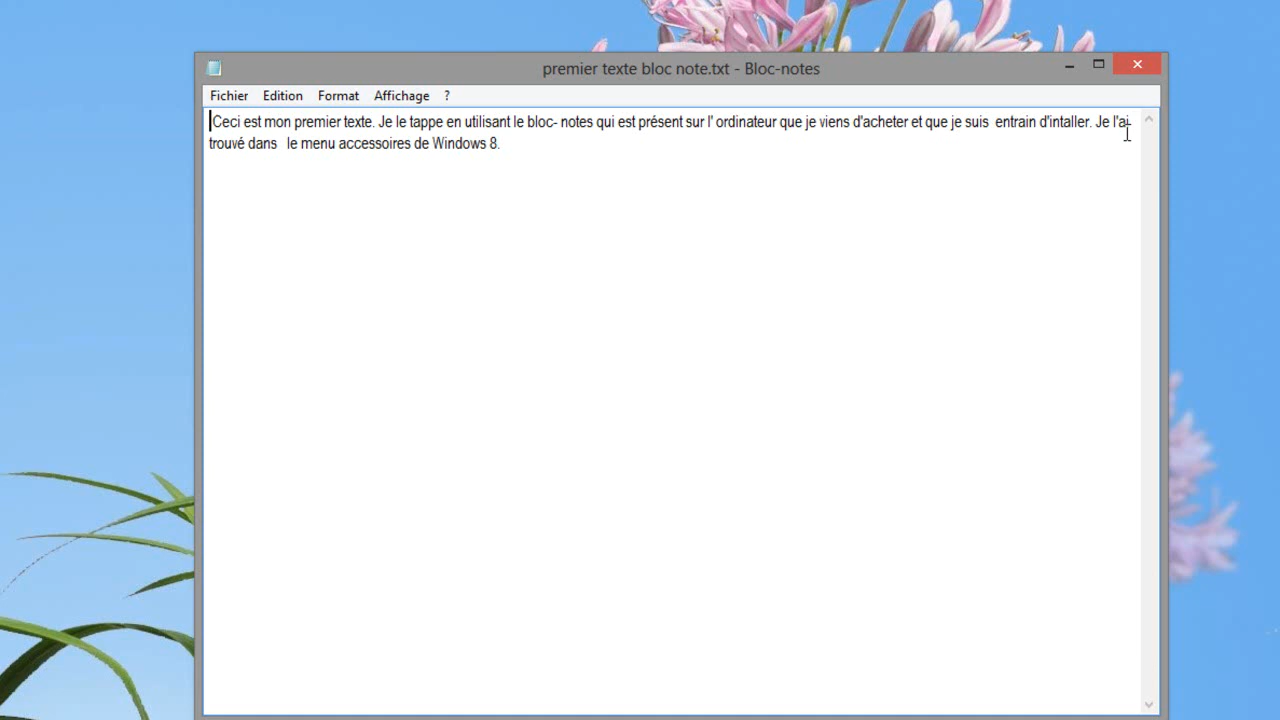 premier texte bloc note.txt - Bloc-notes
Fichier Edition Format Affichage ?
Ceci est mon premier texte. Je le tappe en utilisant le bloc- notes qui est présent sur l' ordinateur que je viens d'acheter et que je suis  entrain d'intaller. Je l'ai
trouvé dans   le menu accessoires de Windows 8.